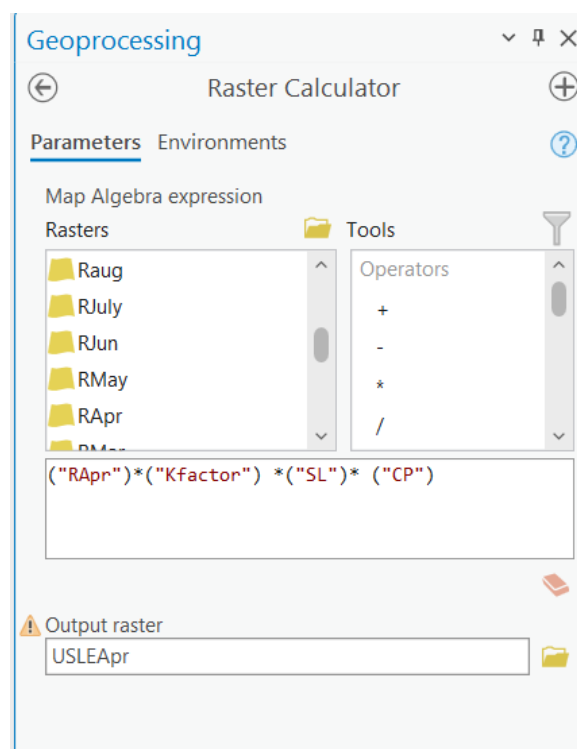 Geoprocessing
Raster Calculator
Parameters Environments
Map Algebra expression
Rasters
Tools
Raug
RJuly
RJun
RMay
RApr
Operators
+
-
*
/
("RApr")*("Kfactor") *("SL")* ("CP")
Output raster
USLEApr